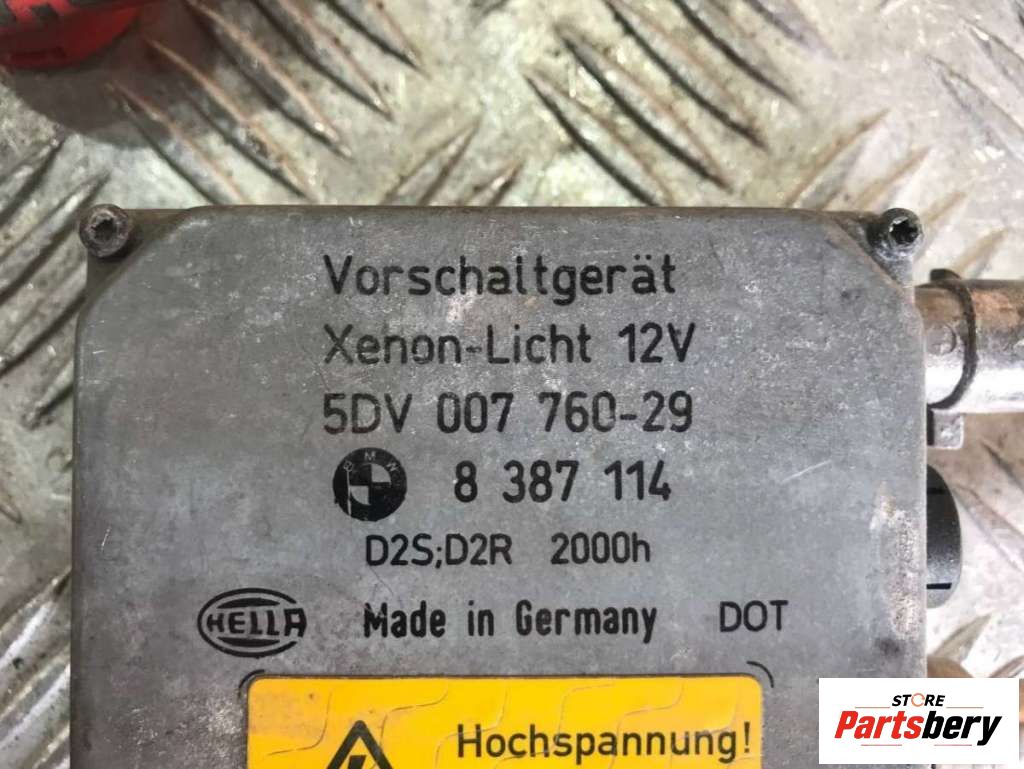 Vorschaltgerät
Xenon-Licht 12V
5DV 007 760-29
BMW 8 387 114
D2S;D2R 2000h
HELLA Made in Germany DOT
Hochspannung!
STORE
Partsbery